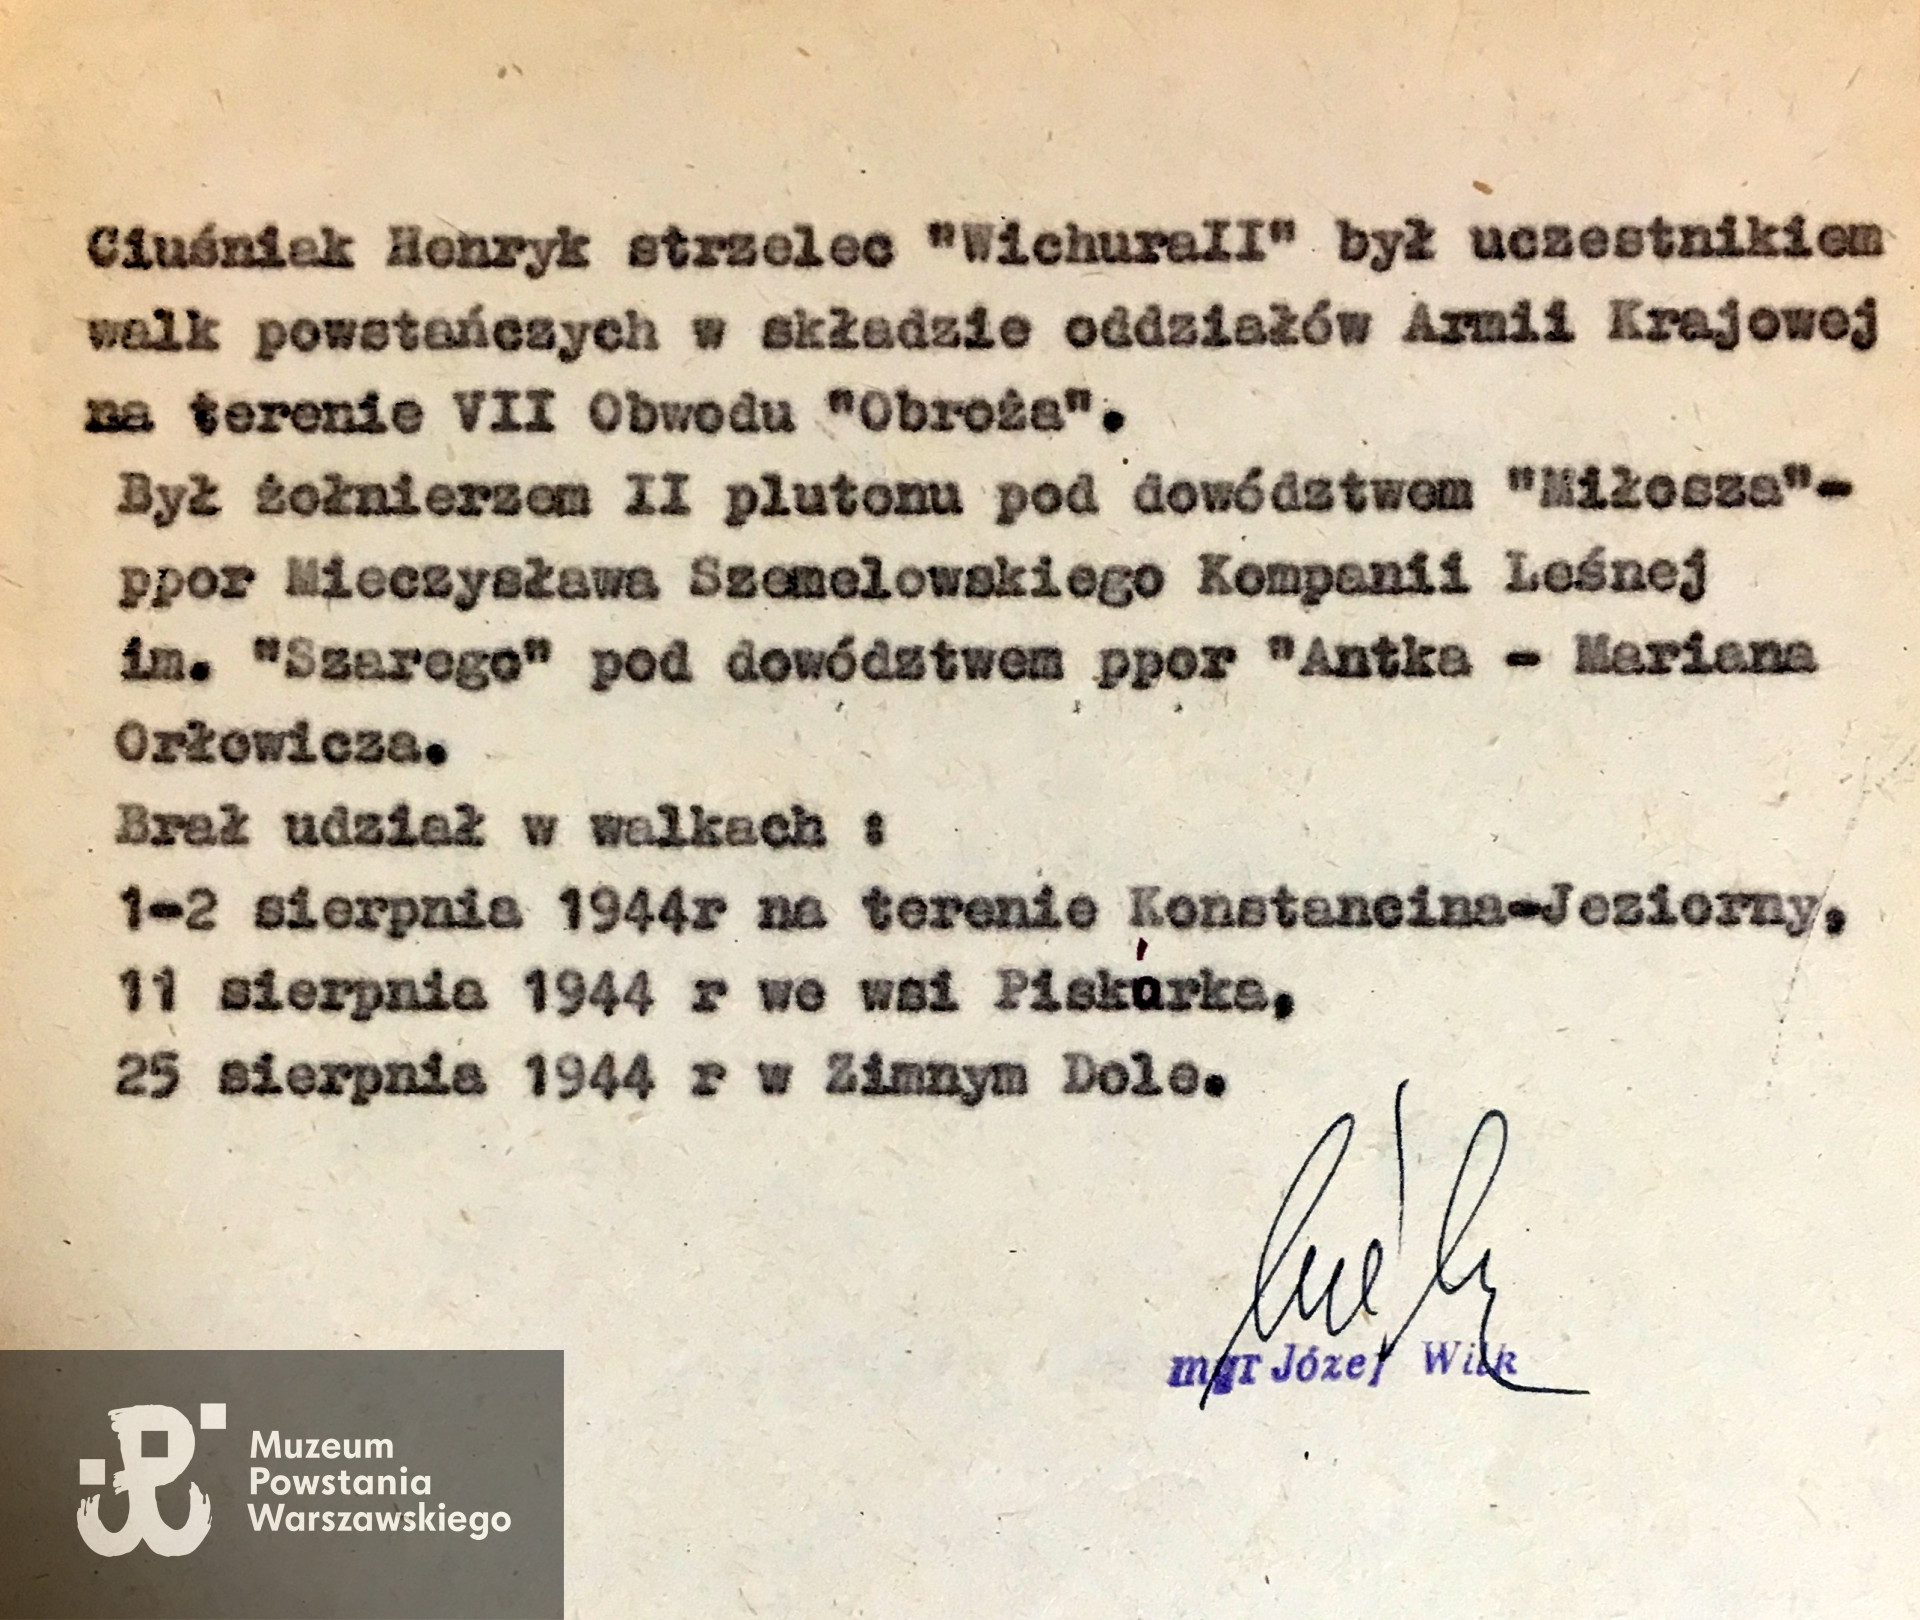 Ciuśniak Henryk strzelec "WichuraII" był uczestnikiem
walk powstańczych w składzie oddziałów Armii Krajowej
na terenie VII Obwodu "Obroża".
Był żołnierzem II plutonu pod dowództwem "Miłosza"-
ppor Mieczysława Szemelowskiego Kompanii Leśnej
im. "Szarego" pod dowództwem ppor "Antka - Mariana
Orłowicza.
Brał udział w walkach :
1-2 sierpnia 1944r na terenie Konstancina-Jeziorny,
11 sierpnia 1944 r we wsi Piskórka,
25 sierpnia 1944 r w Zimnym Dole.
mgr Józef Wilk
Muzeum
Powstania
Warszawskiego